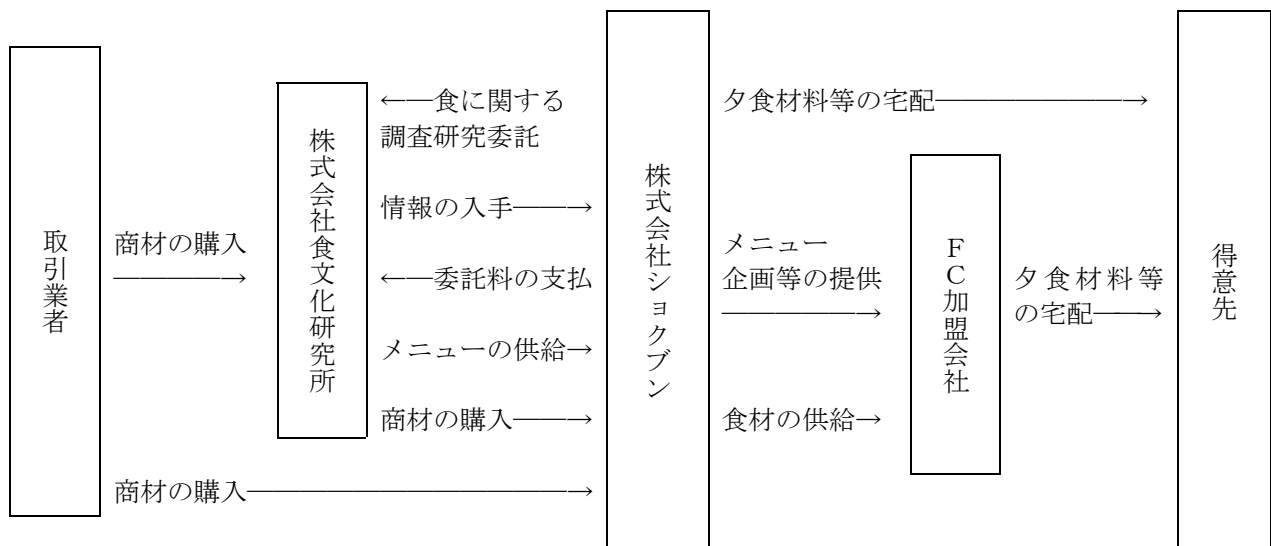 取引業者
商材の購入
————→
商材の購入——————————————→
株式会社食文化研究所
←——食に関する
調査研究委託
情報の入手——→
←——委託料の支払
メニューの供給→
商材の購入——→
株式会社ショクブン
夕食材料等の宅配————————→
メニュー
企画等の提供
—————→
食材の供給→
ＦＣ加盟会社
夕食材料等
の宅配——→
得意先